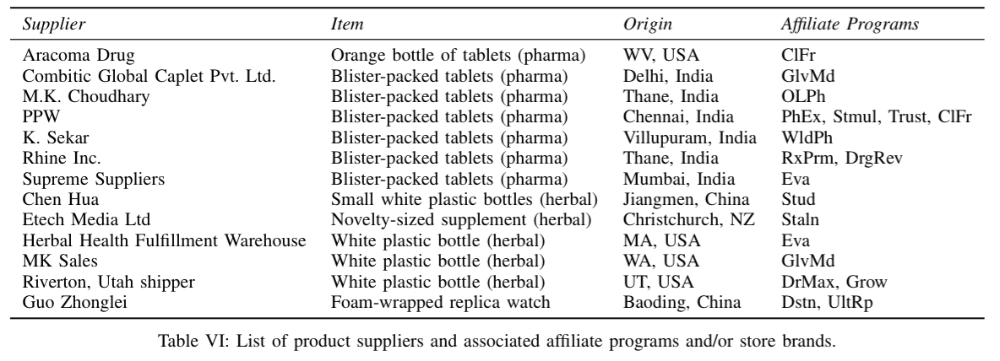 Supplier Item Origin Affiliate Programs
Aracoma Drug Orange bottle of tablets (pharma) WV, USA ClFr
Combitic Global Caplet Pvt. Ltd. Blister-packed tablets (pharma) Delhi, India GlvMd
M.K. Choudhary Blister-packed tablets (pharma) Thane, India OLPh
PPW Blister-packed tablets (pharma) Chennai, India PhEx, Stmul, Trust, ClFr
K. Sekar Blister-packed tablets (pharma) Villupuram, India WldPh
Rhine Inc. Blister-packed tablets (pharma) Thane, India RxPrm, DrgRev
Supreme Suppliers Blister-packed tablets (pharma) Mumbai, India Eva
Chen Hua Small white plastic bottles (herbal) Jiangmen, China Stud
Etech Media Ltd Novelty-sized supplement (herbal) Christchurch, NZ Staln
Herbal Health Fulfillment Warehouse White plastic bottle (herbal) MA, USA Eva
MK Sales White plastic bottle (herbal) WA, USA GlvMd
Riverton, Utah shipper White plastic bottle (herbal) UT, USA DrMax, Grow
Guo Zhonglei Foam-wrapped replica watch Baoding, China Dstn, UltRp
Table VI: List of product suppliers and associated affiliate programs and/or store brands.